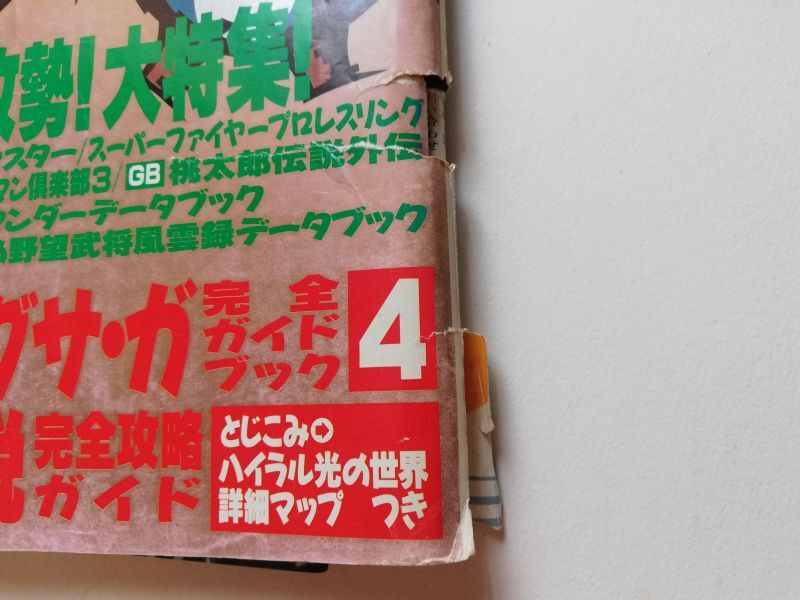 攻勢!大特集!
スター/スーパーファイヤープロレスリング
マン倶楽部3/GB桃太郎伝説外伝
ンダーデータブック
野望武将風雲録データブック
グサ・ガ 完全ガイドブック 4
完全攻略ガイド
とじこみ⇨
ハイラル光の世界
詳細マップ つき